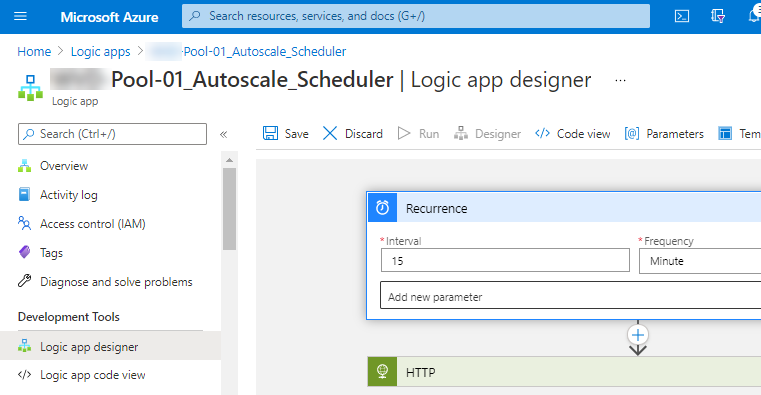 Microsoft Azure
Search resources, services, and docs (G+/)
Home > Logic apps > Pool-01_Autoscale_Scheduler
Pool-01_Autoscale_Scheduler | Logic app designer ...
Logic app
Search (Ctrl+/) «
Save Discard Run Designer Code view Parameters Tem
Overview
Activity log
Access control (IAM)
Tags
Diagnose and solve problems
Development Tools
Logic app designer
Logic app code view
Recurrence
*Interval *Frequency
15 Minute
Add new parameter
HTTP